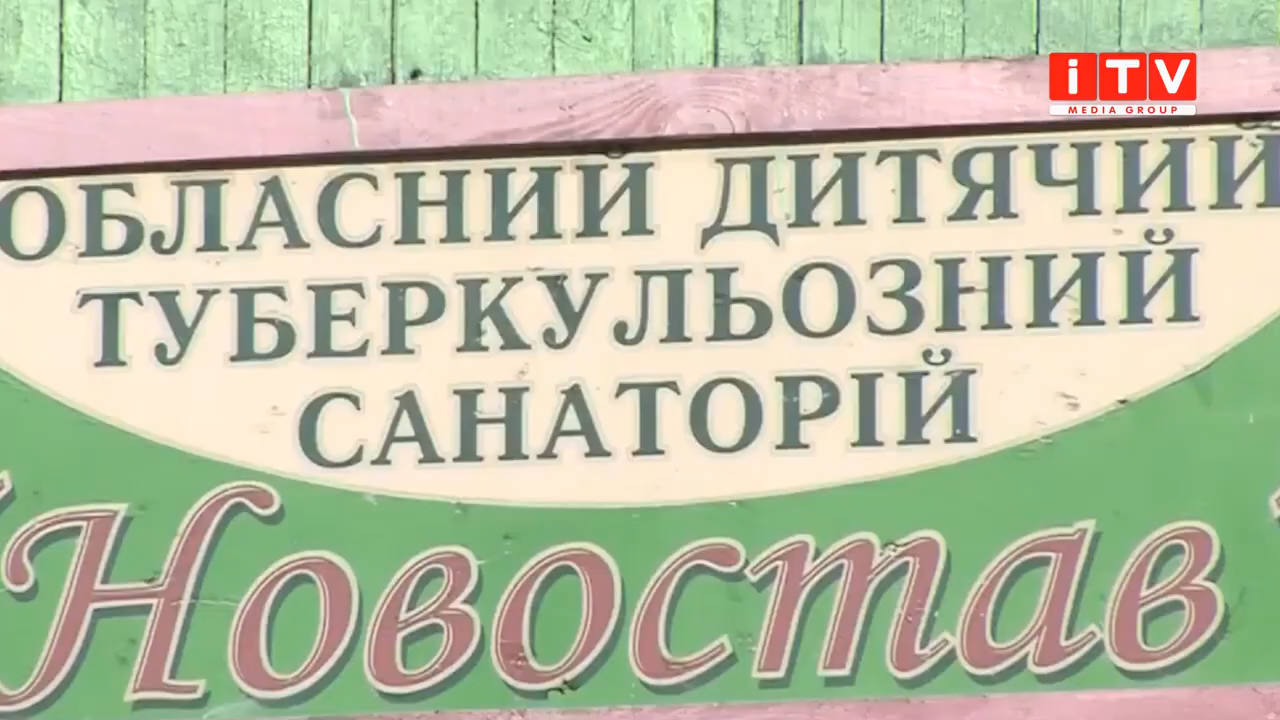 iTV
MEDIA GROUP
ОБЛАСНИЙ ДИТЯЧИЙ
ТУБЕРКУЛЬОЗНИЙ
САНАТОРІЙ
"Новостав"